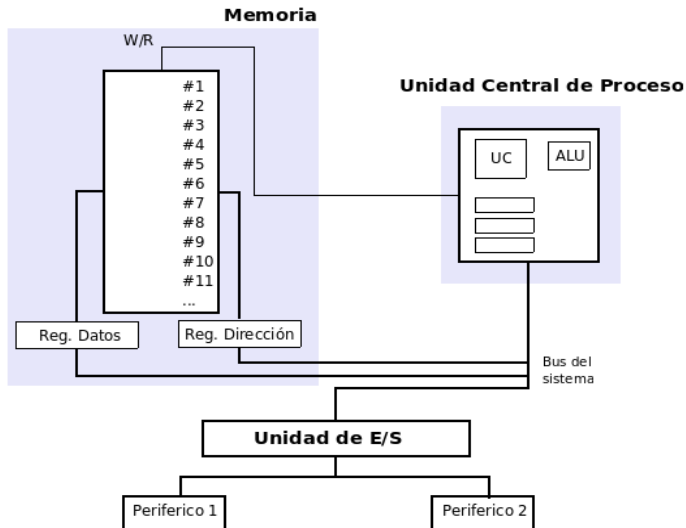 Memoria
W/R
#1
#2
#3
#4
#5
#6
#7
#8
#9
#10
#11
...
Reg. Datos
Reg. Dirección
Unidad Central de Proceso
UC
ALU
Bus del
sistema
Unidad de E/S
Periferico 1
Periferico 2